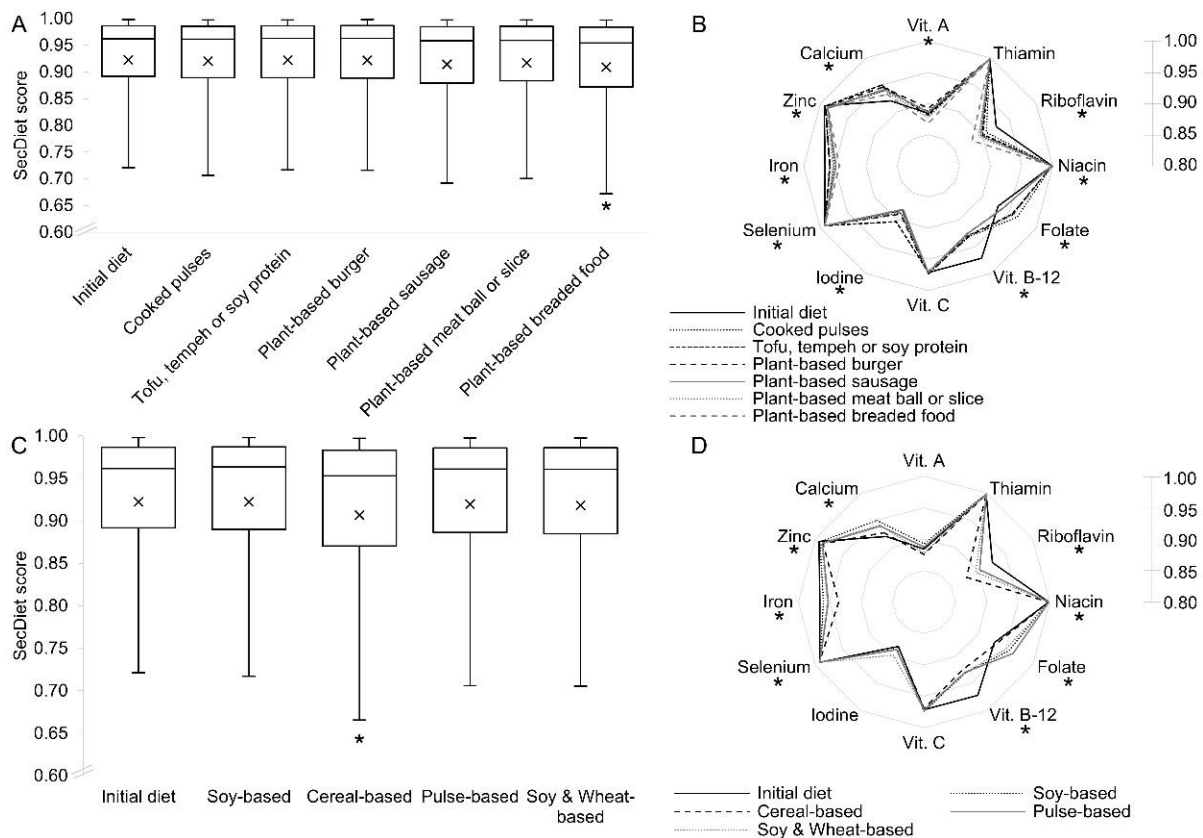 A
SecDiet score
1.00
0.95
0.90
0.85
0.80
0.75
0.70
0.65
0.60
*
Initial diet
Cooked pulses
Tofu, tempeh or soy protein
Plant-based burger
Plant-based sausage
Plant-based meat ball or slice
Plant-based breaded food
B
Vit. A
*
Thiamin
Riboflavin
*
Niacin
*
Folate
*
Vit. B-12
*
Vit. C
Iodine
*
Selenium
*
Iron
*
Zinc
*
Calcium
*
1.00
0.95
0.90
0.85
0.80
Initial diet
Cooked pulses
Tofu, tempeh or soy protein
Plant-based burger
Plant-based sausage
Plant-based meat ball or slice
Plant-based breaded food
C
SecDiet score
1.00
0.95
0.90
0.85
0.80
0.75
0.70
0.65
0.60
*
Initial diet
Soy-based
Cereal-based
Pulse-based
Soy & Wheat-
based
D
Vit. A
Thiamin
Riboflavin
*
Niacin
*
Folate
*
Vit. B-12
*
Vit. C
Iodine
Selenium
*
Iron
*
Zinc
*
Calcium
*
1.00
0.95
0.90
0.85
0.80
Initial diet
Cereal-based
Soy & Wheat-based
Soy-based
Pulse-based